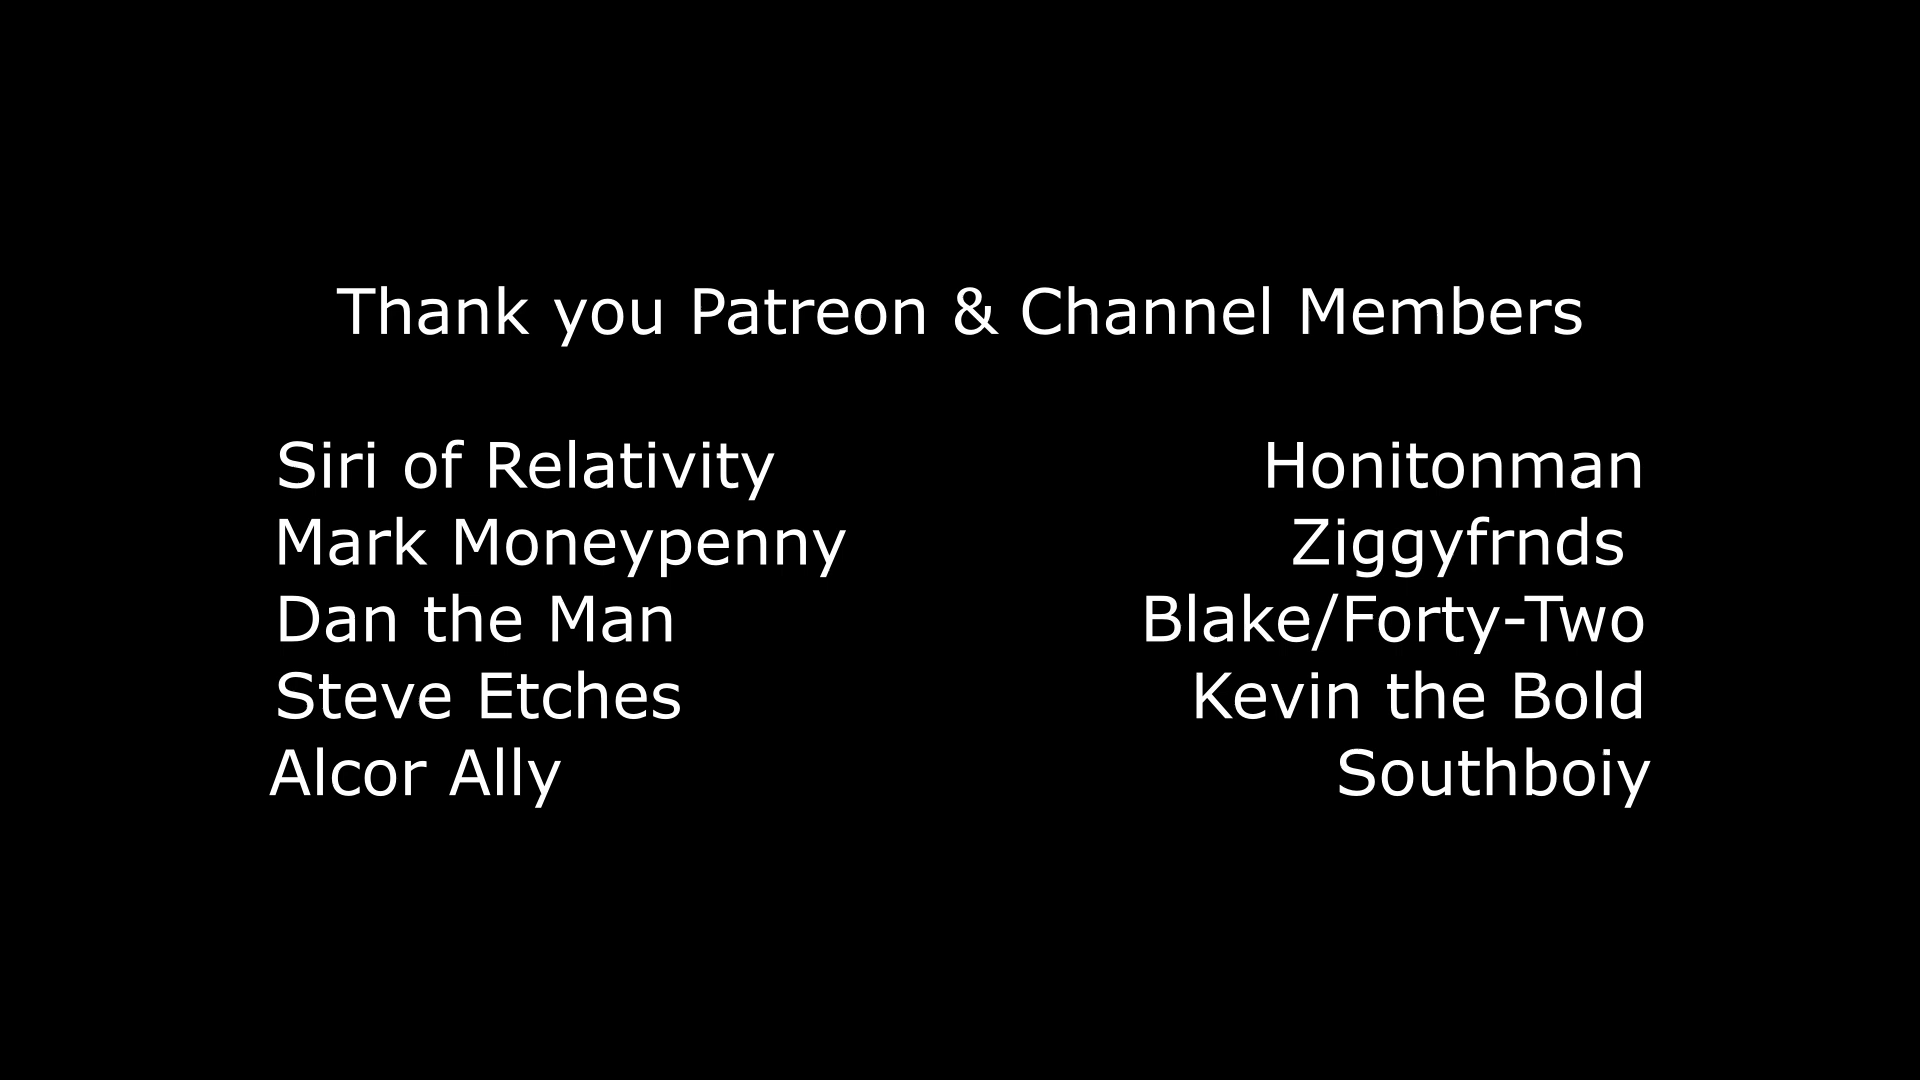 Thank you Patreon & Channel Members
Siri of Relativity Honitonman
Mark Moneypenny Ziggyfrnds
Dan the Man Blake/Forty-Two
Steve Etches Kevin the Bold
Alcor Ally Southboiy